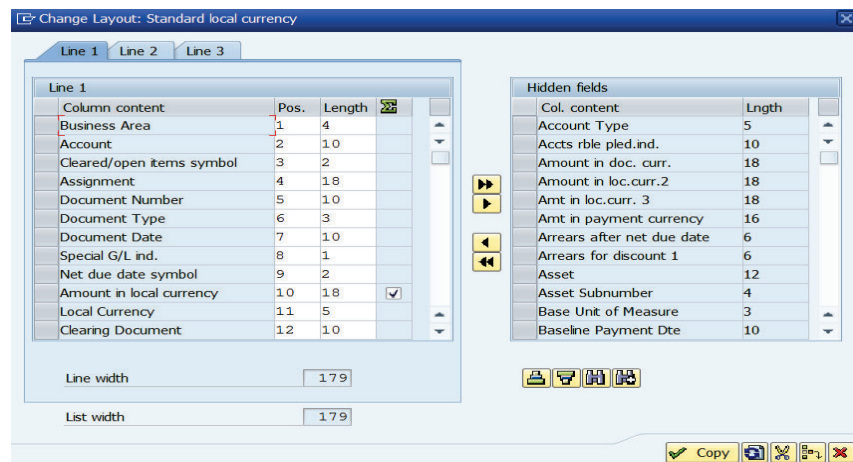 Change Layout: Standard local currency
Line 1 Line 2 Line 3
Line 1
Column content Pos. Length
Business Area 1 4
Account 2 10
Cleared/open items symbol 3 2
Assignment 4 18
Document Number 5 10
Document Type 6 3
Document Date 7 10
Special G/L ind. 8 1
Net due date symbol 9 2
Amount in local currency 10 18
Local Currency 11 5
Clearing Document 12 10
Line width 179
List width 179
Hidden fields
Col. content Lngth
Account Type 5
Accts rble pled.ind. 10
Amount in doc. curr. 18
Amount in loc.curr.2 18
Amt in loc.curr. 3 18
Amt in payment currency 16
Arrears after net due date 6
Arrears for discount 1 6
Asset 12
Asset Subnumber 4
Base Unit of Measure 3
Baseline Payment Dte 10
Copy